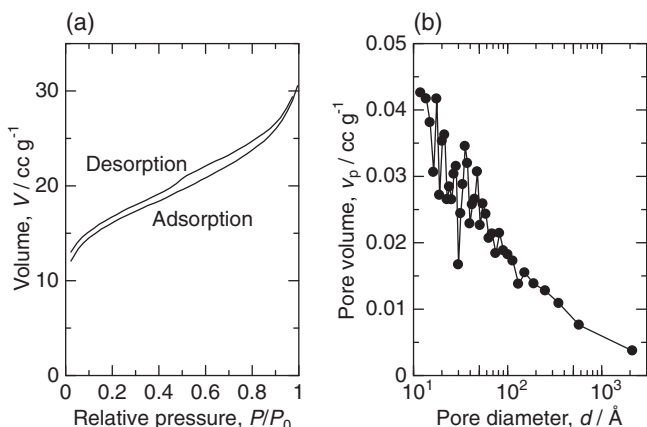 (a)
30
20
10
0
Volume, V / cc g⁻¹
Desorption
Adsorption
0 0.2 0.4 0.6 0.8 1
Relative pressure, P/P₀
(b)
0.05
0.04
0.03
0.02
0.01
0
Pore volume, vₚ / cc g⁻¹
10¹ 10² 10³
Pore diameter, d / Å